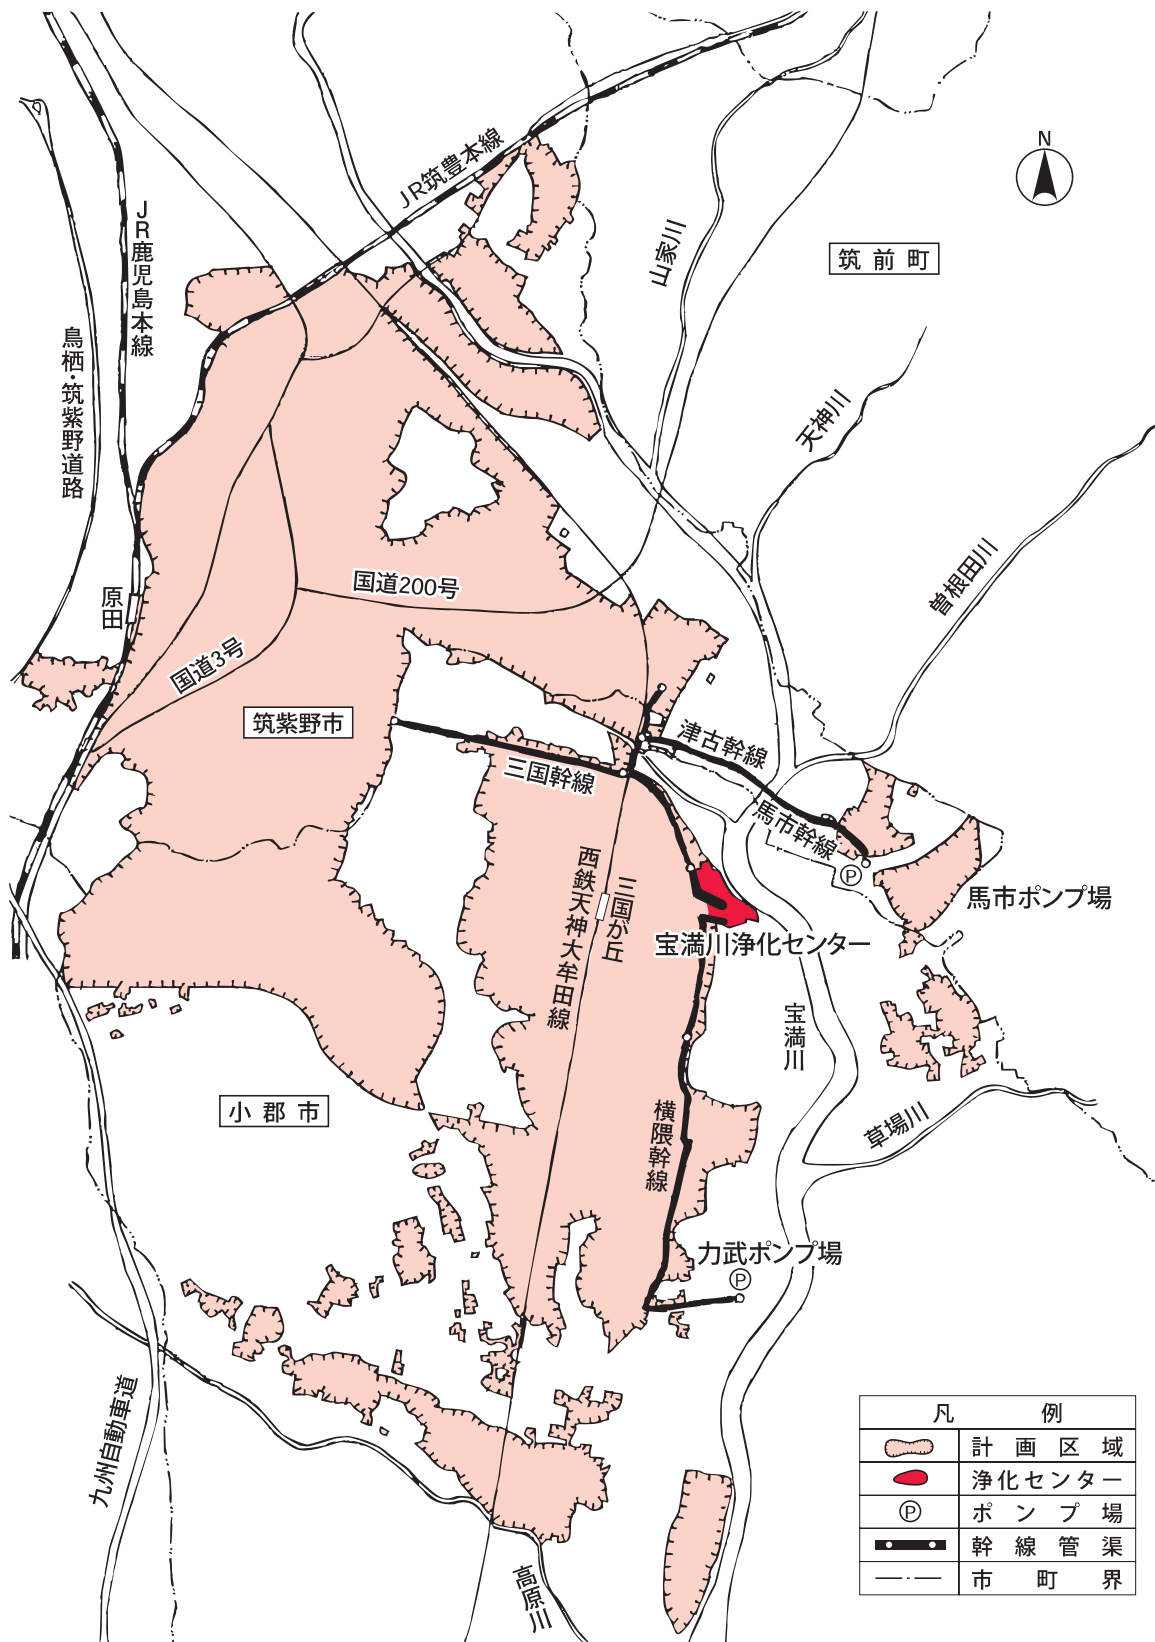 N
JR筑豊本線
山家川
筑前町
JR鹿児島本線
鳥栖・筑紫野道路
天神川
曽根田川
原田
国道200号
国道3号
筑紫野市
津古幹線
三国幹線
馬市幹線
P
馬市ポンプ場
三国が丘
西鉄天神大牟田線
宝満川浄化センター
宝満川
小郡市
横隈幹線
草場川
力武ポンプ場
P
九州自動車道
高原川
凡例
計画区域
浄化センター
P ポンプ場
幹線管渠
市町界